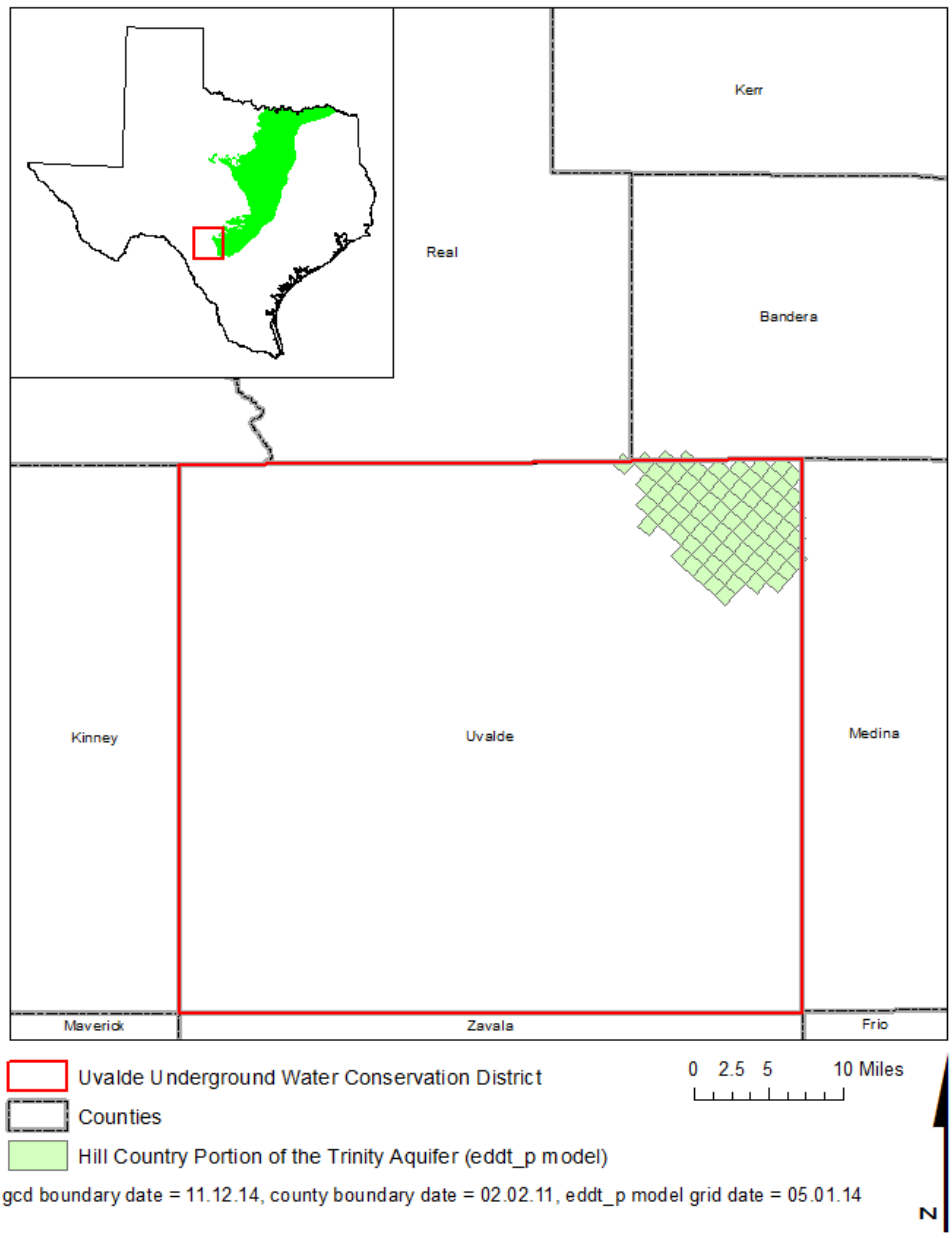 Kerr
Real
Bandera
Kinney
Uvalde
Medina
Maverick
Zavala
Frio
Uvalde Underground Water Conservation District
0 2.5 5 10 Miles
Counties
Hill Country Portion of the Trinity Aquifer (eddt_p model)
gcd boundary date = 11.12.14, county boundary date = 02.02.11, eddt_p model grid date = 05.01.14
N